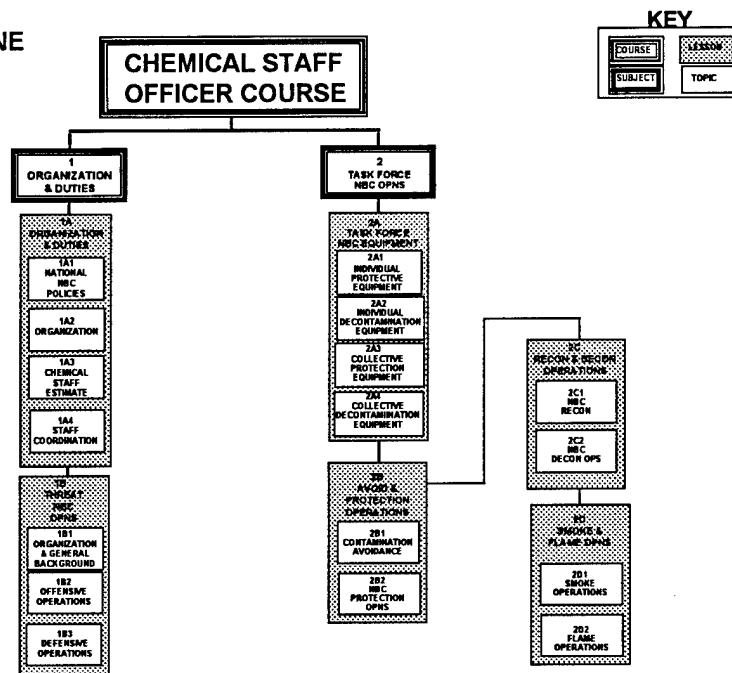 NE
KEY
COURSE
LESSON
SUBJECT
TOPIC
CHEMICAL STAFF
OFFICER COURSE
1
ORGANIZATION
& DUTIES
1A
ORGANIZATION
& DUTIES
1A1
NATIONAL
NBC
POLICIES
1A2
ORGANIZATION
1A3
CHEMICAL
STAFF
ESTIMATE
1A4
STAFF
COORDINATION
1B
THREAT
NBC
OPNS
1B1
ORGANIZATION
& GENERAL
BACKGROUND
1B2
OFFENSIVE
OPERATIONS
1B3
DEFENSIVE
OPERATIONS
2
TASK FORCE
NBC OPNS
2A
TASK FORCE
NBC EQUIPMENT
2A1
INDIVIDUAL
PROTECTIVE
EQUIPMENT
2A2
INDIVIDUAL
DECONTAMINATION
EQUIPMENT
2A3
COLLECTIVE
PROTECTION
EQUIPMENT
2A4
COLLECTIVE
DECONTAMINATION
EQUIPMENT
2B
AVOID &
PROTECTION
OPERATIONS
2B1
CONTAMINATION
AVOIDANCE
2B2
NBC
PROTECTION
OPNS
2C
RECON & DECON
OPERATIONS
2C1
NBC
RECON
2C2
NBC
DECON OPS
2D
SMOKE &
FLAME OPNS
2D1
SMOKE
OPERATIONS
2D2
FLAME
OPERATIONS